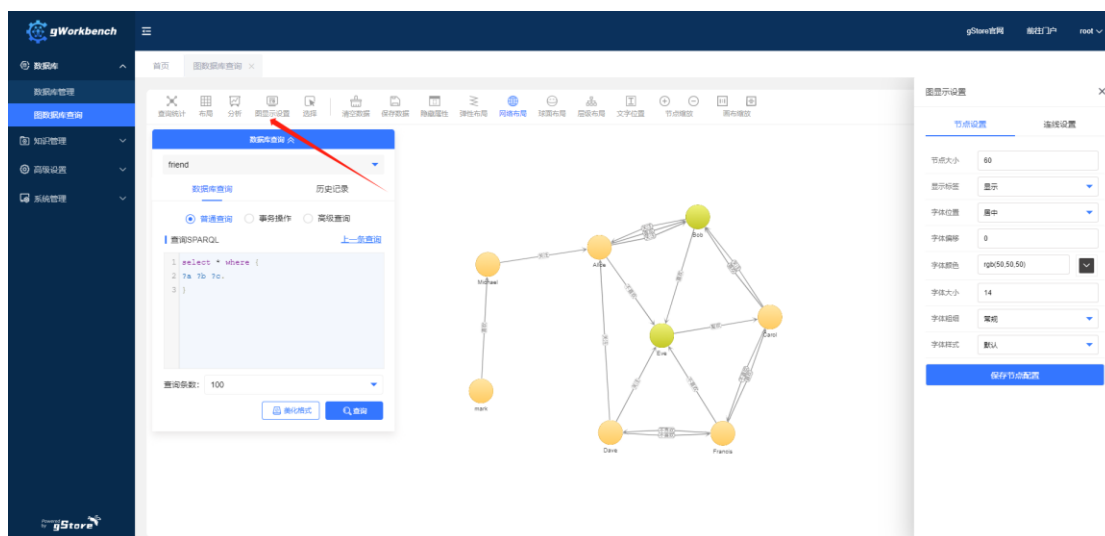 gWorkbench
gStore官网 前往门户 root
数据库
数据库管理
图数据库查询
知识管理
高级设置
系统管理
Powered by gStore
首页 图数据库查询 ×
查询统计 布局 分析 图显示设置 选择 清空数据 保存数据 隐藏属性 弹性布局 网格布局 球面布局 层级布局 文字位置 节点缩放 画布缩放
数据库查询
friend
数据库查询 历史记录
普通查询 事务操作 高级查询
查询SPARQL 上一条查询
1 select * where {
2 ?a ?b ?c.
3 }
查询条数: 100
美化格式 查询
Bob
Alice
关注
Michael
Carol
Eve
mark
Dave
Francis
图显示设置 ×
节点设置 连线设置
节点大小 60
显示标签 显示
字体位置 居中
字体偏移 0
字体颜色 rgb(50,50,50)
字体大小 14
字体粗细 常规
字体样式 默认
保存节点配置